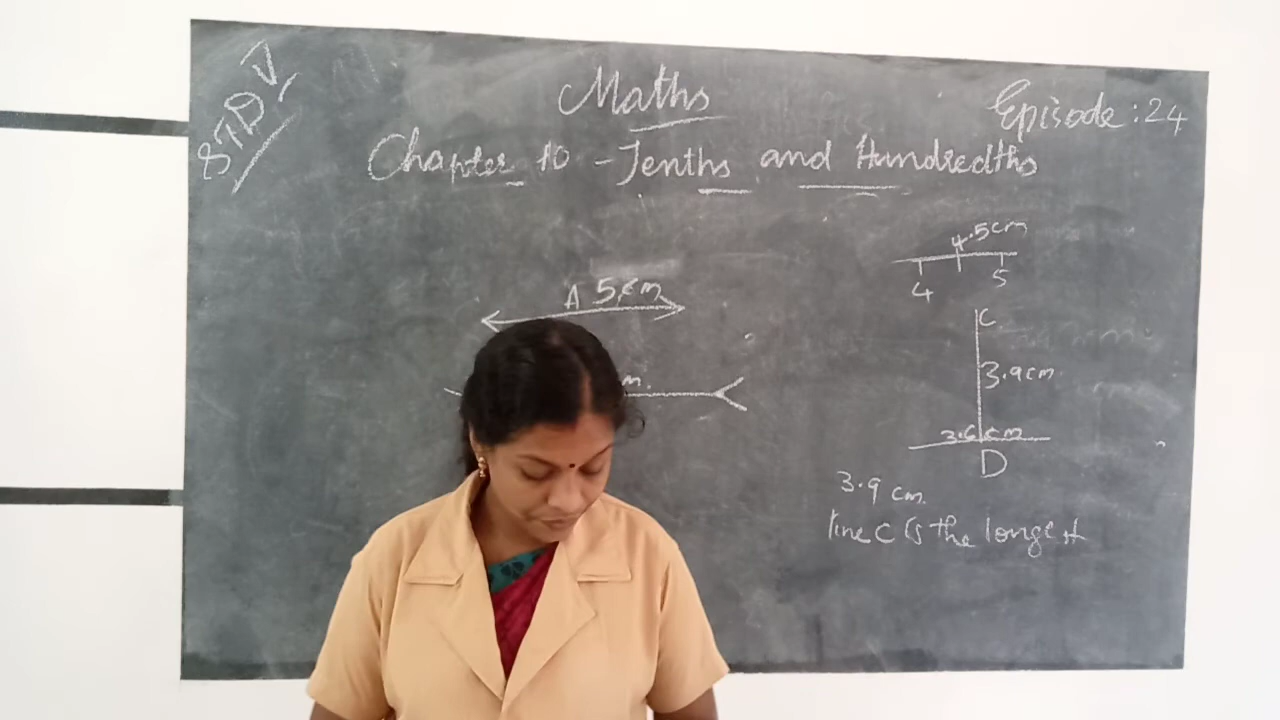 STD V
Maths
Episode:24
Chapter 10 - Tenths and Hundredths
4.5cm
4 5
A 5cm
C
m.
3.9cm
3.6cm
D
3.9 cm.
line C is the longest